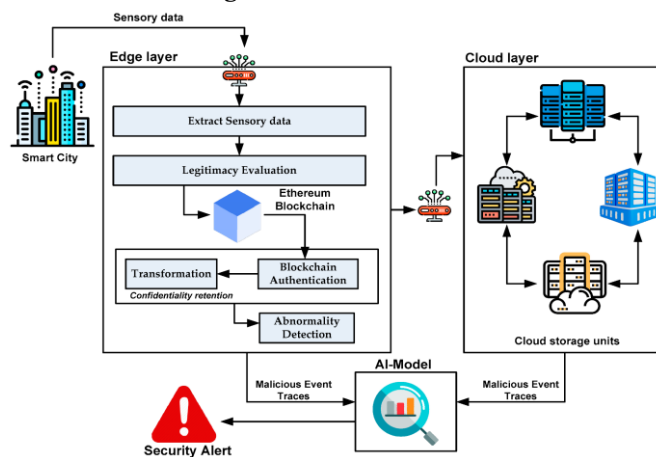 Sensory data
Edge layer
Cloud layer
Extract Sensory data
Smart City
Legitimacy Evaluation
Ethereum
Blockchain
Transformation
Blockchain
Authentication
Confidentiality retention
Abnormality
Detection
Cloud storage units
AI-Model
Malicious Event
Traces
Malicious Event
Traces
Security Alert